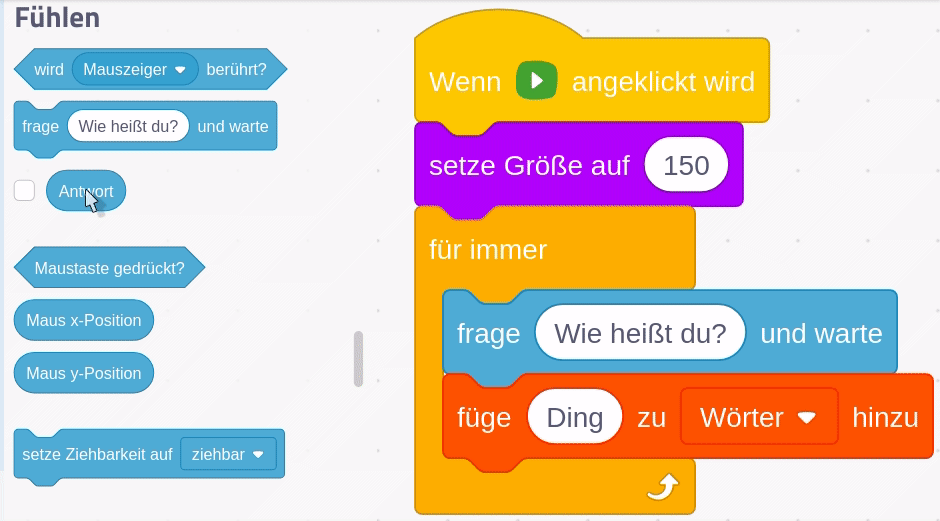 Fühlen
wird Mauszeiger berührt?
frage Wie heißt du? und warte
Antwort
Maustaste gedrückt?
Maus x-Position
Maus y-Position
setze Ziehbarkeit auf ziehbar
Wenn angeklickt wird
setze Größe auf 150
für immer
frage Wie heißt du? und warte
füge Ding zu Wörter hinzu